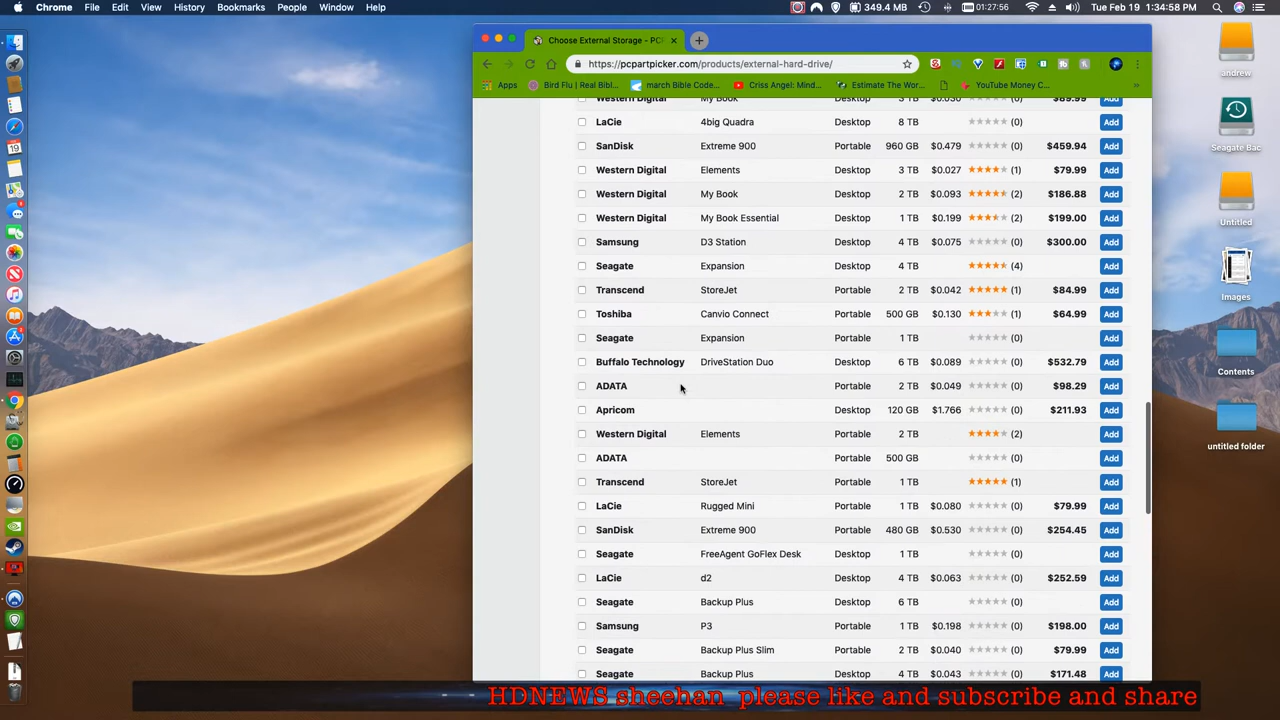 Chrome File Edit View History Bookmarks People Window Help 349.4 MB 01:27:56 Tue Feb 19 1:34:58 PM
Choose External Storage - PCP
https://pcpartpicker.com/products/external-hard-drive/
Apps Bird Flu | Real Bibl... march Bible Code... Criss Angel: Mind... Estimate The Wor... YouTube Money C...
Western Digital My Book Desktop 3 TB $0.030 (0) $89.99 Add
LaCie 4big Quadra Desktop 8 TB (0) Add
SanDisk Extreme 900 Portable 960 GB $0.479 (0) $459.94 Add
Western Digital Elements Desktop 3 TB $0.027 (1) $79.99 Add
Western Digital My Book Desktop 2 TB $0.093 (2) $186.88 Add
Western Digital My Book Essential Desktop 1 TB $0.199 (2) $199.00 Add
Samsung D3 Station Desktop 4 TB $0.075 (0) $300.00 Add
Seagate Expansion Desktop 4 TB (4) Add
Transcend StoreJet Portable 2 TB $0.042 (1) $84.99 Add
Toshiba Canvio Connect Portable 500 GB $0.130 (1) $64.99 Add
Seagate Expansion Portable 1 TB (0) Add
Buffalo Technology DriveStation Duo Desktop 6 TB $0.089 (0) $532.79 Add
ADATA Portable 2 TB $0.049 (0) $98.29 Add
Apricom Desktop 120 GB $1.766 (0) $211.93 Add
Western Digital Elements Portable 2 TB (2) Add
ADATA Portable 500 GB (0) Add
Transcend StoreJet Portable 1 TB (1) Add
LaCie Rugged Mini Portable 1 TB $0.080 (0) $79.99 Add
SanDisk Extreme 900 Portable 480 GB $0.530 (0) $254.45 Add
Seagate FreeAgent GoFlex Desk Desktop 1 TB (0) Add
LaCie d2 Desktop 4 TB $0.063 (0) $252.59 Add
Seagate Backup Plus Desktop 6 TB (0) Add
Samsung P3 Portable 1 TB $0.198 (0) $198.00 Add
Seagate Backup Plus Slim Portable 2 TB $0.040 (0) $79.99 Add
Seagate Backup Plus Portable 4 TB $0.043 (0) $171.48 Add
andrew
Seagate Bac
Untitled
Images
Contents
untitled folder
HDNEWS sheehan please like and subscribe and share